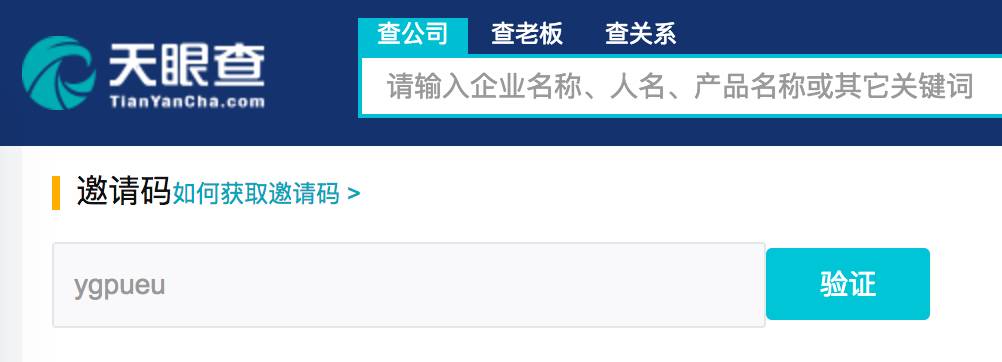 天眼查
TianYanCha.com
查公司 查老板 查关系
请输入企业名称、人名、产品名称或其它关键词
邀请码如何获取邀请码 >
ygpueu
验证